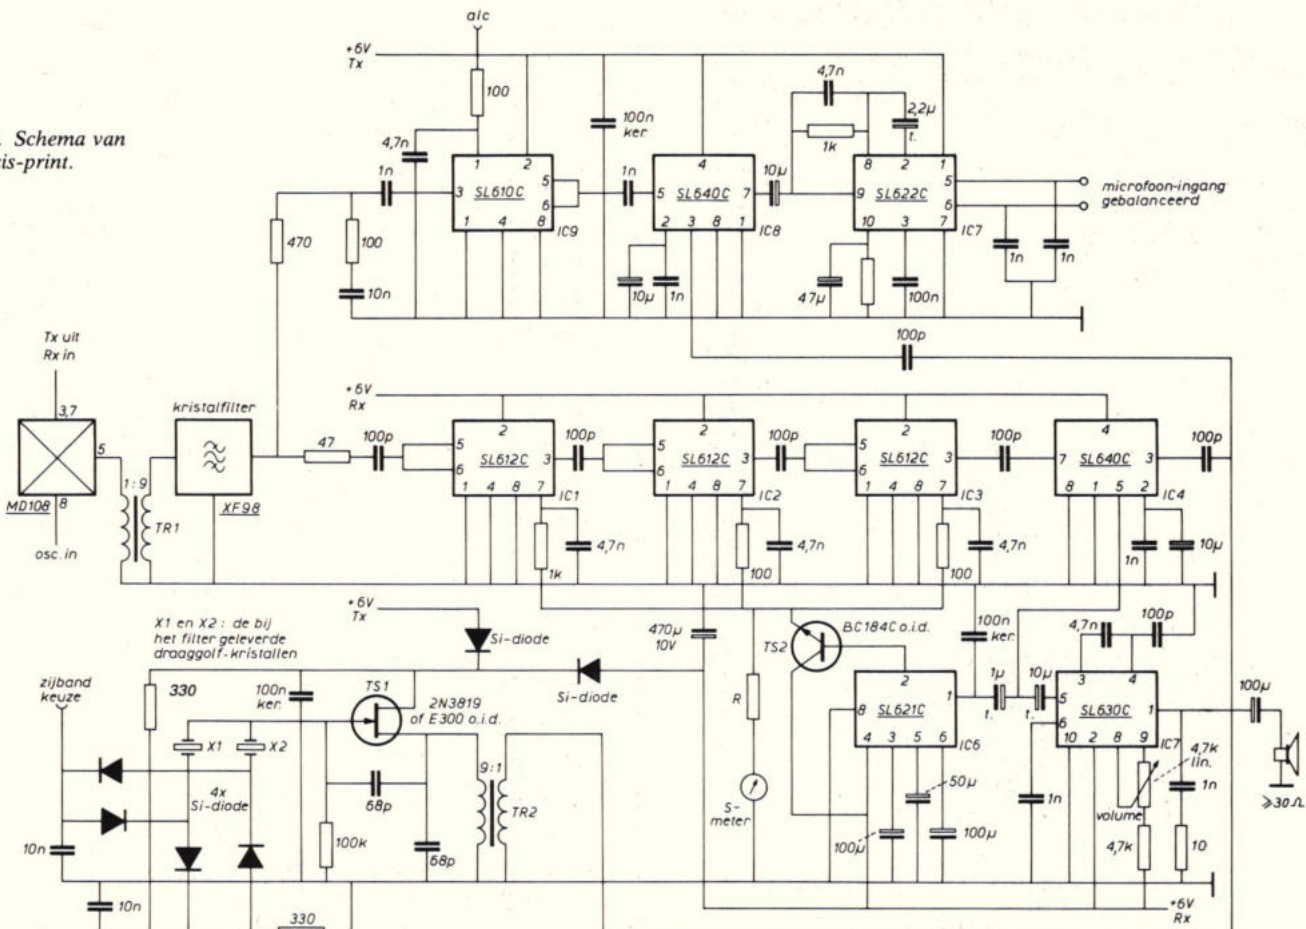 . Schema van
is-print.
alc
+6V
Tx
100
4,7n
100n
ker.
4,7n
2,2µ
t.
1k
1n
1
2
3
SL610C
5
6
1
4
8
IC9
1n
4
5
SL640C
7
2
3
8
1
IC8
10µ
8
2
1
9
SL622C
5
6
10
3
7
IC7
microfoon-ingang
gebalanceerd
470
100
10n
10µ
1n
47µ
100n
1n
1n
100p
Tx uit
Rx in
3,7
5
8
MD108
osc. in
1:9
TR1
kristalfilter
XF98
+6V
Rx
47
100p
5
6
2
SL612C
3
1
4
8
7
IC1
100p
5
6
2
SL612C
3
1
4
8
7
IC2
100p
5
6
2
SL612C
3
1
4
8
7
IC3
100p
4
7
SL640C
3
8
1
5
2
IC4
100p
1k
4,7n
100
4,7n
100
4,7n
1n
10µ
X1 en X2 : de bij
het filter geleverde
draaggolf-kristallen
+6V
Tx
Si-diode
Si-diode
470µ
10V
TS2
BC184C o.i.d.
100n
ker.
4,7n
100p
zijband
keuze
330
100n
ker.
TS1
2N3819
of E300 o.i.d.
X1
X2
4x
Si-diode
68p
100k
68p
9:1
TR2
R
S-
meter
2
8
SL621C
1
4
3
5
6
IC6
1µ
t.
10µ
t.
3
4
5
6
SL630C
1
10
2
8
9
IC7
100µ
4,7k
lin.
volume
1n
1n
≥30Ω
50µ
100µ
100µ
4,7k
10
10n
10n
330
+6V
Rx